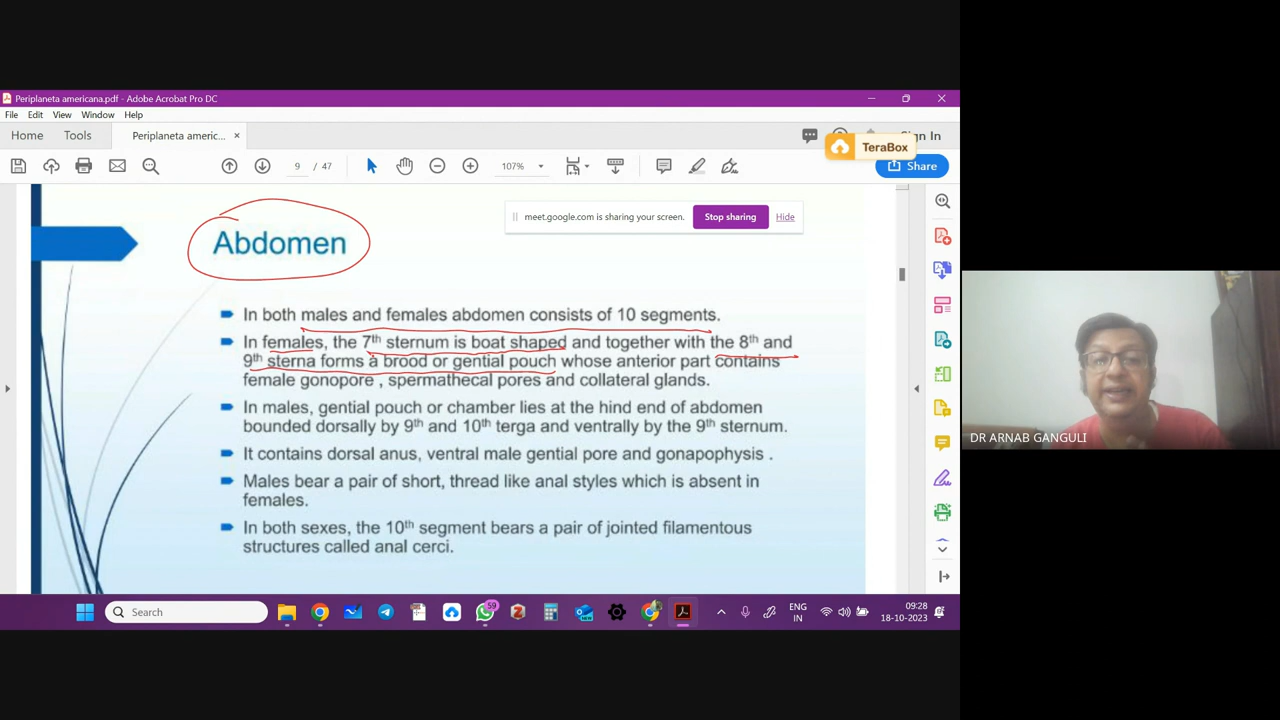 Periplaneta americana.pdf - Adobe Acrobat Pro DC
File Edit View Window Help
Home Tools Periplaneta americ... × Sign In
TeraBox
9 / 47 107% Share
meet.google.com is sharing your screen. Stop sharing Hide
Abdomen
In both males and females abdomen consists of 10 segments.
In females, the 7th sternum is boat shaped and together with the 8th and
9th sterna forms a brood or gential pouch whose anterior part contains
female gonopore , spermathecal pores and collateral glands.
In males, gential pouch or chamber lies at the hind end of abdomen
bounded dorsally by 9th and 10th terga and ventrally by the 9th sternum.
It contains dorsal anus, ventral male gential pore and gonapophysis .
Males bear a pair of short, thread like anal styles which is absent in
females.
In both sexes, the 10th segment bears a pair of jointed filamentous
structures called anal cerci.
DR ARNAB GANGULI
Search 59 ENG 09:28
IN 18-10-2023